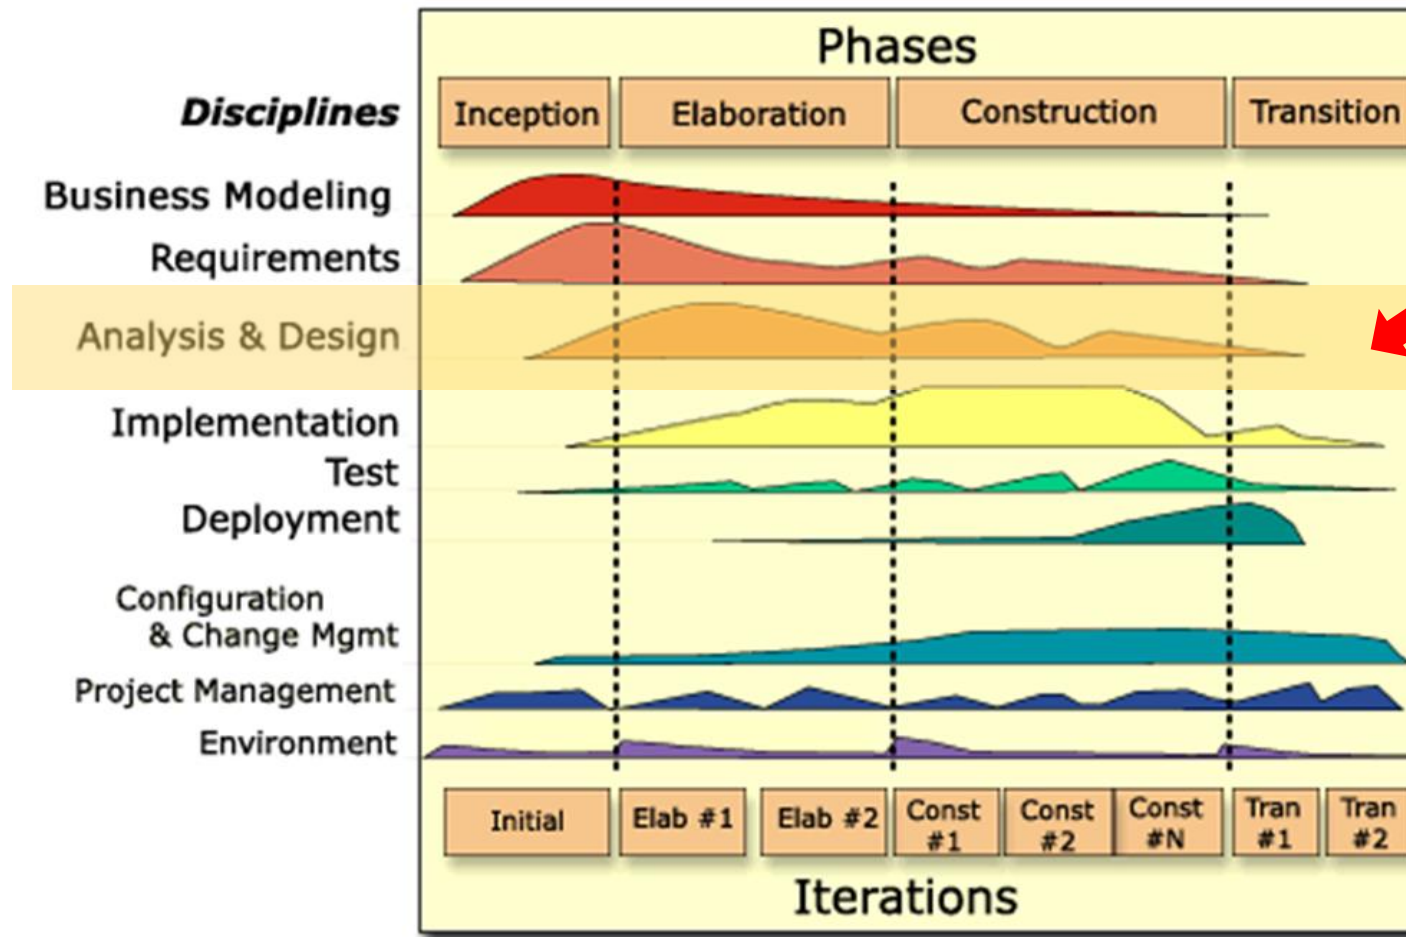 Phases
Disciplines
Inception
Elaboration
Construction
Transition
Business Modeling
Requirements
Analysis & Design
Implementation
Test
Deployment
Configuration
& Change Mgmt
Project Management
Environment
Initial
Elab #1
Elab #2
Const
#1
Const
#2
Const
#N
Tran
#1
Tran
#2
Iterations